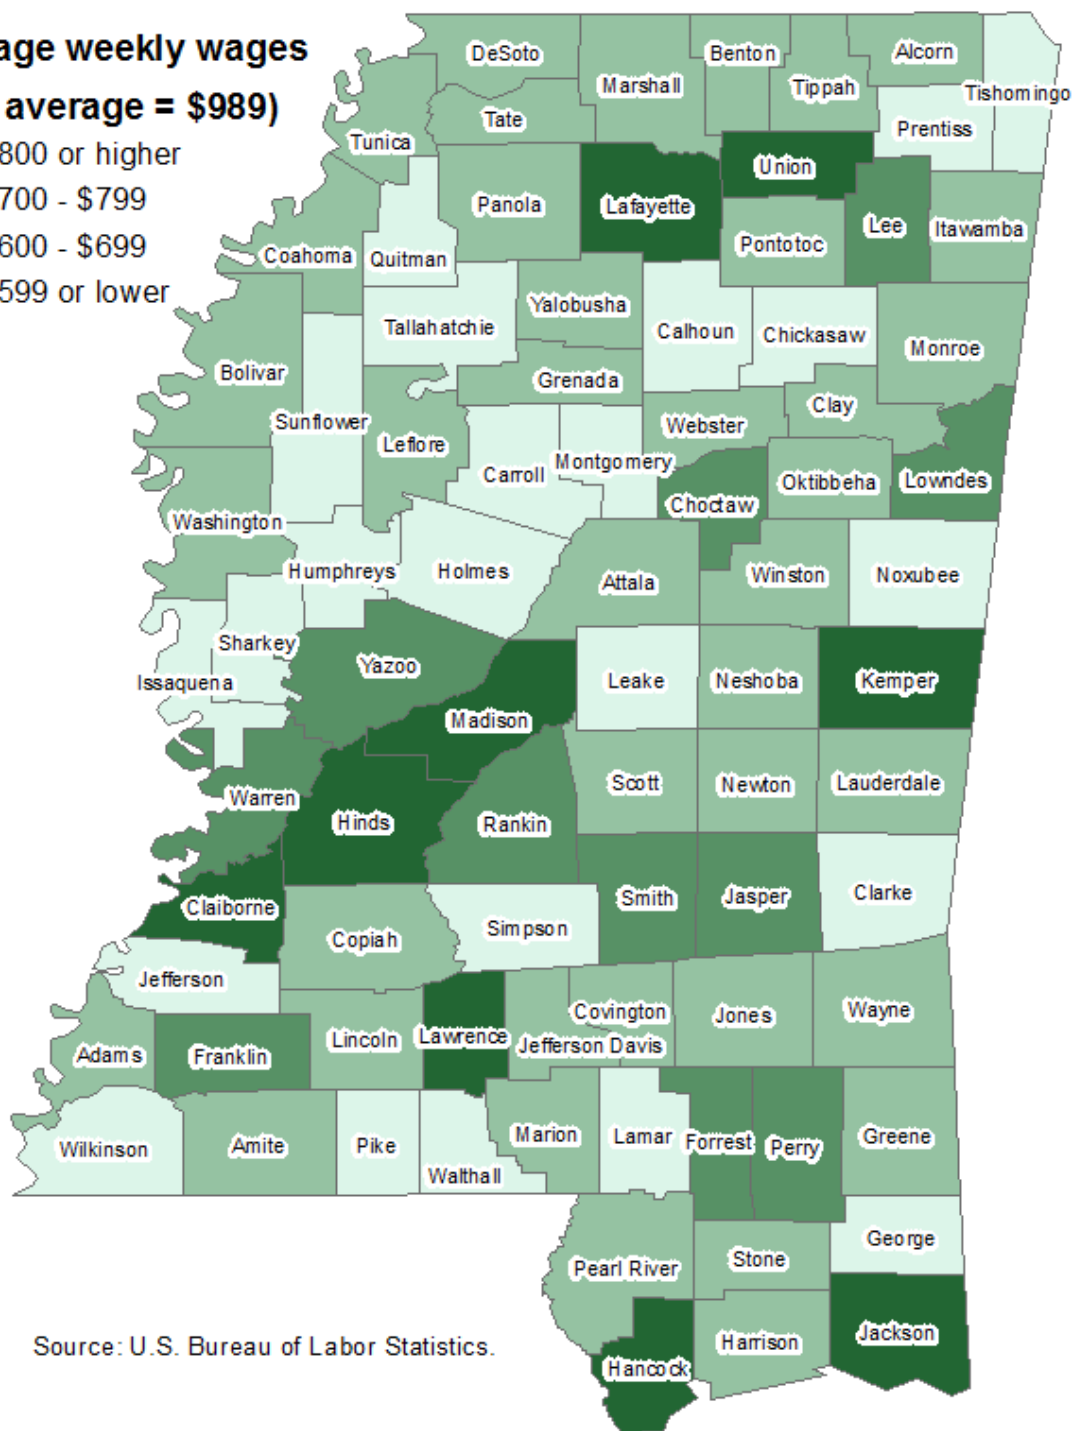 age weekly wages
average = $989)
800 or higher
700 - $799
600 - $699
599 or lower
DeSoto
Benton
Alcorn
Marshall
Tippah
Tishomingo
Tate
Prentiss
Tunica
Union
Panola
Lafayette
Lee
Itawamba
Pontotoc
Coahoma
Quitman
Yalobusha
Tallahatchie
Calhoun
Chickasaw
Monroe
Bolivar
Grenada
Clay
Sunflower
Webster
Leflore
Montgomery
Carroll
Oktibbeha
Lowndes
Choctaw
Washington
Humphreys
Holmes
Attala
Winston
Noxubee
Sharkey
Yazoo
Issaquena
Leake
Neshoba
Kemper
Madison
Scott
Newton
Lauderdale
Warren
Hinds
Rankin
Claiborne
Smith
Jasper
Clarke
Copiah
Simpson
Jefferson
Covington
Jones
Wayne
Lincoln
Lawrence
Jefferson Davis
Adams
Franklin
Wilkinson
Amite
Pike
Walthall
Marion
Lamar
Forrest
Perry
Greene
George
Pearl River
Stone
Jackson
Harrison
Hancock
Source: U.S. Bureau of Labor Statistics.